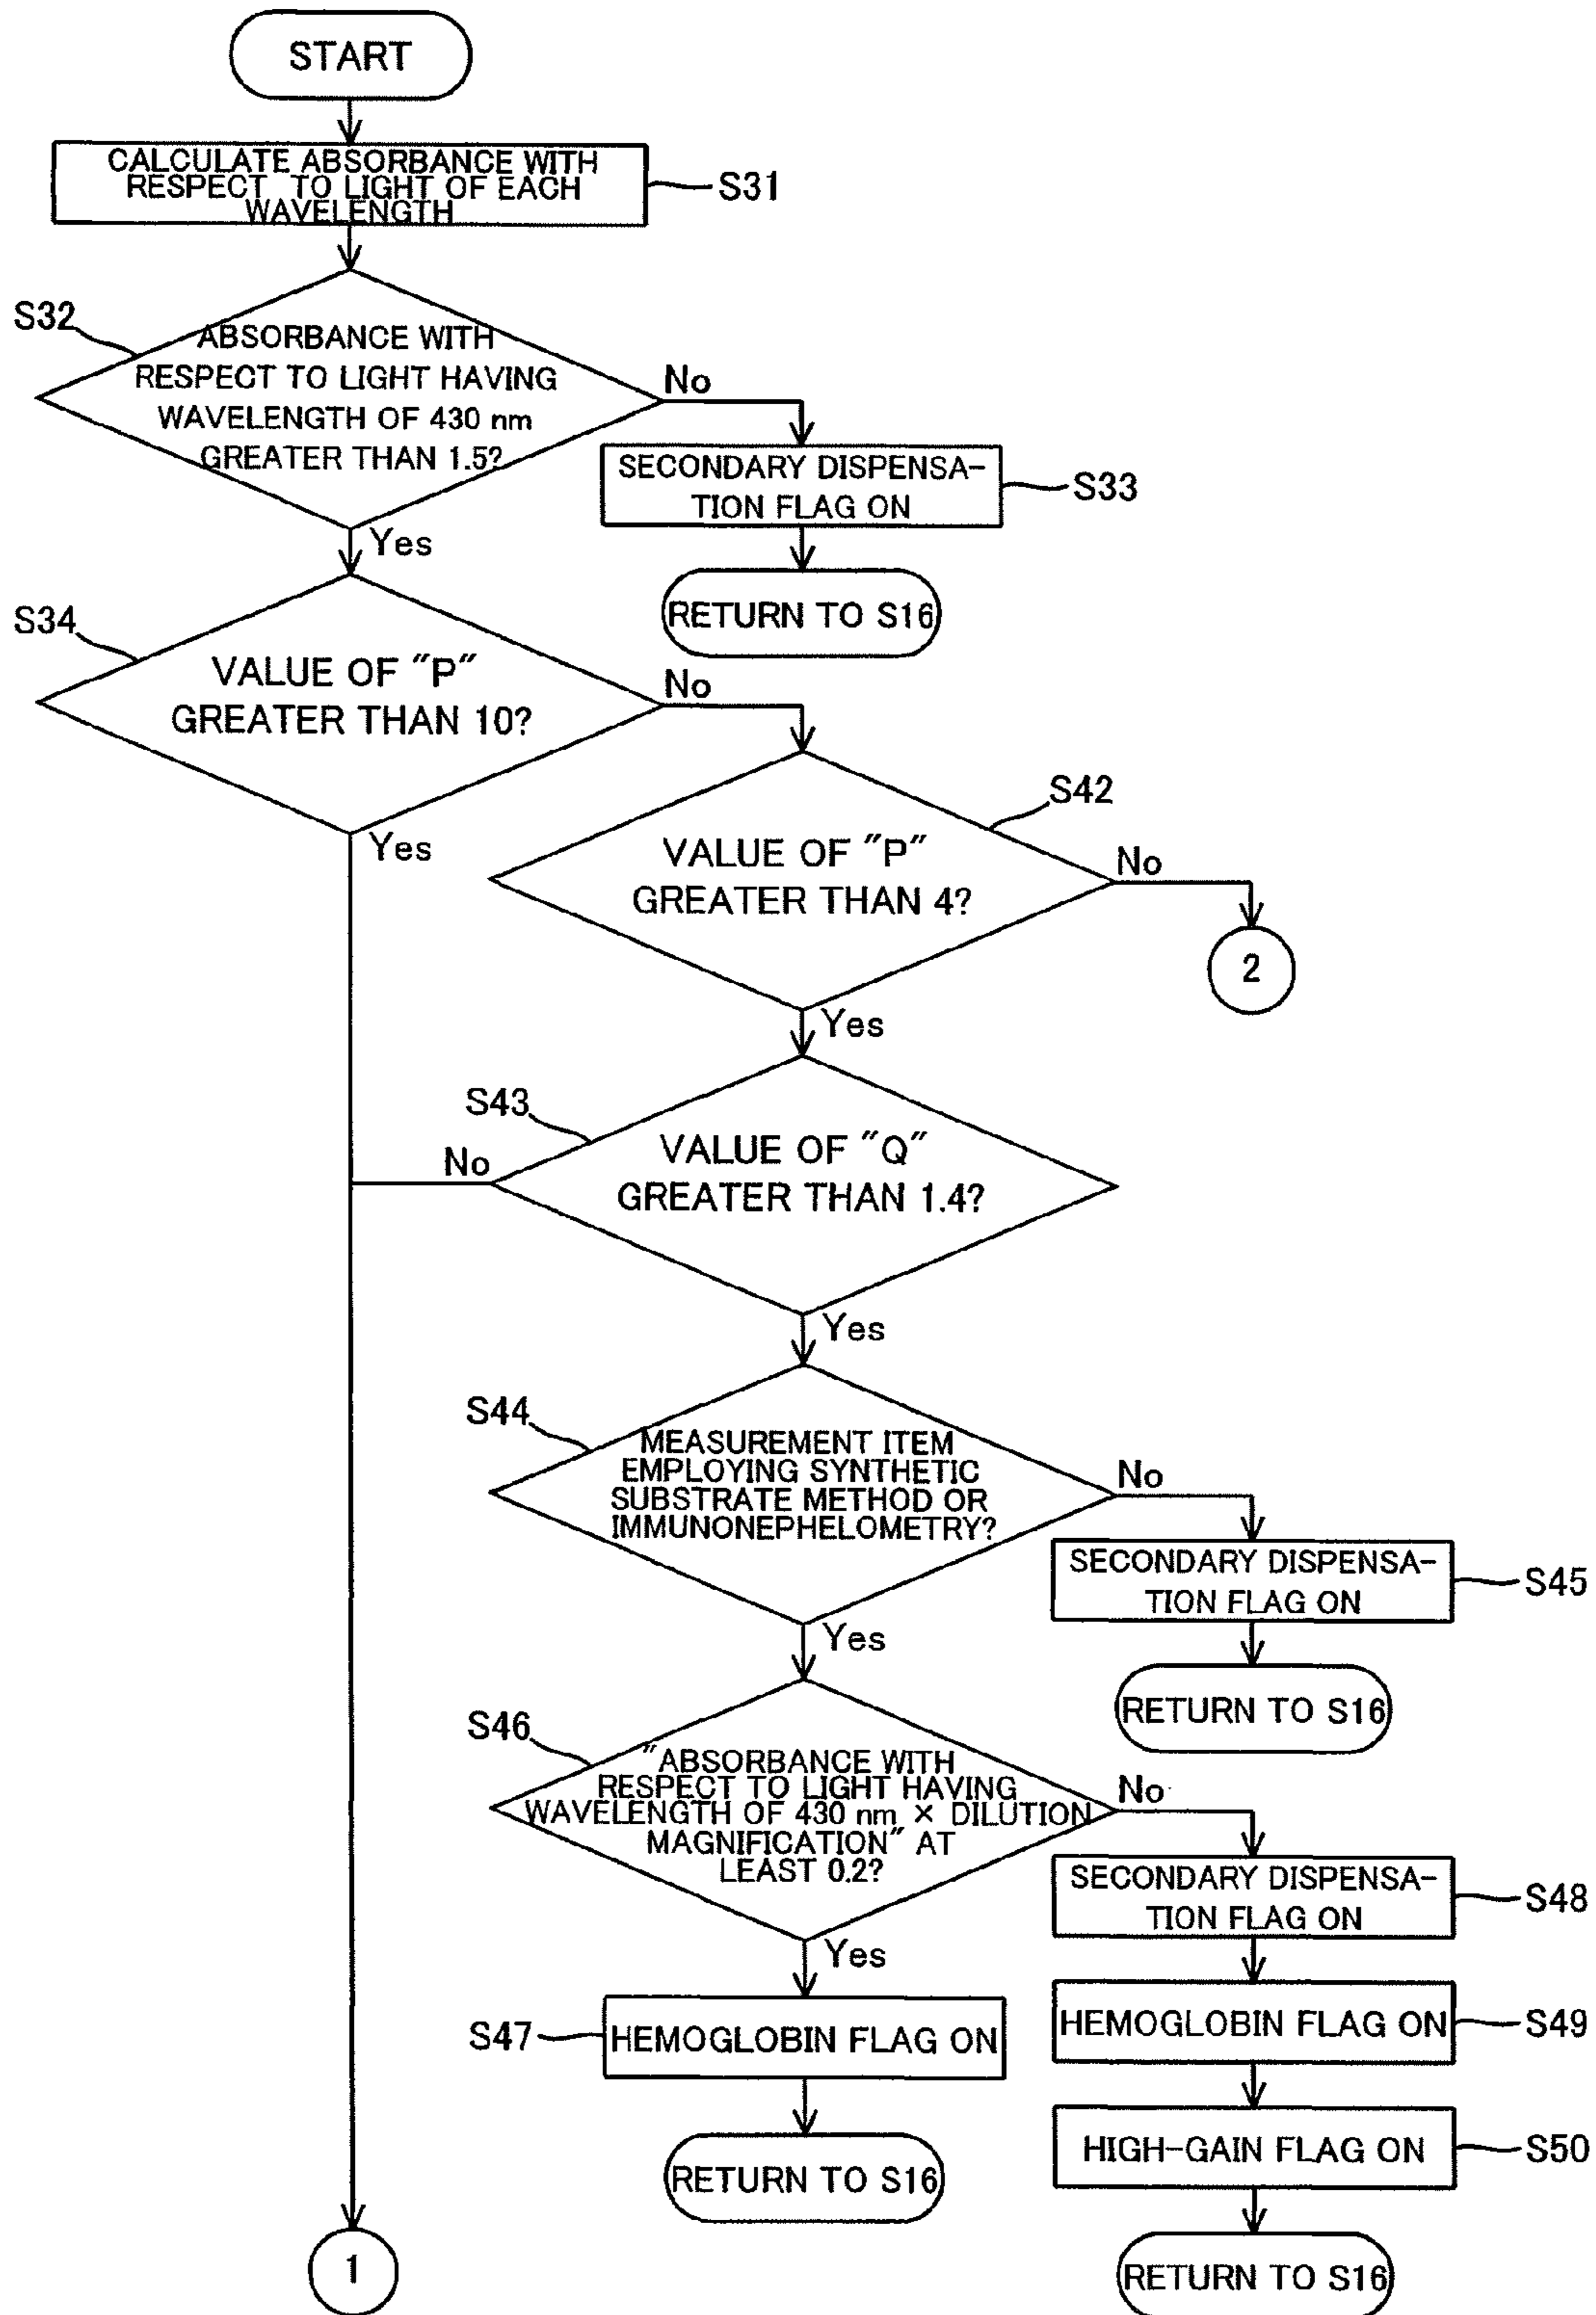 START
CALCULATE ABSORBANCE WITH
RESPECT TO LIGHT OF EACH
WAVELENGTH
S31
S32
ABSORBANCE WITH
RESPECT TO LIGHT HAVING
WAVELENGTH OF 430 nm
GREATER THAN 1.5?
No
SECONDARY DISPENSA-
TION FLAG ON
S33
Yes
RETURN TO S16
S34
VALUE OF "P"
GREATER THAN 10?
No
Yes
S42
VALUE OF "P"
GREATER THAN 4?
No
2
Yes
S43
VALUE OF "Q"
GREATER THAN 1.4?
No
Yes
S44
MEASUREMENT ITEM
EMPLOYING SYNTHETIC
SUBSTRATE METHOD OR
IMMUNONEPHELOMETRY?
No
SECONDARY DISPENSA-
TION FLAG ON
S45
Yes
RETURN TO S16
S46
"ABSORBANCE WITH
RESPECT TO LIGHT HAVING
WAVELENGTH OF 430 nm × DILUTION
MAGNIFICATION" AT
LEAST 0.2?
No
SECONDARY DISPENSA-
TION FLAG ON
S48
Yes
S47
HEMOGLOBIN FLAG ON
HEMOGLOBIN FLAG ON
S49
RETURN TO S16
HIGH-GAIN FLAG ON
S50
1
RETURN TO S16